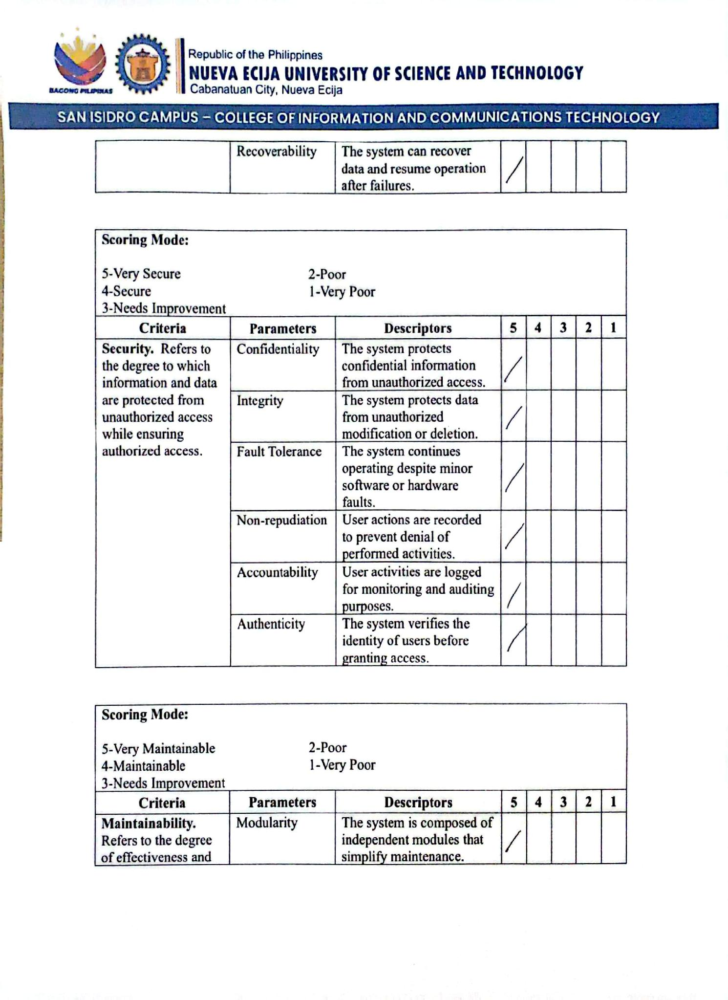 BAGONG PILIPINAS
Republic of the Philippines
NUEVA ECIJA UNIVERSITY OF SCIENCE AND TECHNOLOGY
Cabanatuan City, Nueva Ecija
SAN ISIDRO CAMPUS – COLLEGE OF INFORMATION AND COMMUNICATIONS TECHNOLOGY
Recoverability
The system can recover
data and resume operation
after failures.
/
Scoring Mode:
5-Very Secure 2-Poor
4-Secure 1-Very Poor
3-Needs Improvement
Criteria Parameters Descriptors 5 4 3 2 1
Security. Refers to
the degree to which
information and data
are protected from
unauthorized access
while ensuring
authorized access.
Confidentiality
The system protects
confidential information
from unauthorized access.
/
Integrity
The system protects data
from unauthorized
modification or deletion.
/
Fault Tolerance
The system continues
operating despite minor
software or hardware
faults.
/
Non-repudiation
User actions are recorded
to prevent denial of
performed activities.
/
Accountability
User activities are logged
for monitoring and auditing
purposes.
/
Authenticity
The system verifies the
identity of users before
granting access.
/
Scoring Mode:
5-Very Maintainable 2-Poor
4-Maintainable 1-Very Poor
3-Needs Improvement
Criteria Parameters Descriptors 5 4 3 2 1
Maintainability.
Refers to the degree
of effectiveness and
Modularity
The system is composed of
independent modules that
simplify maintenance.
/